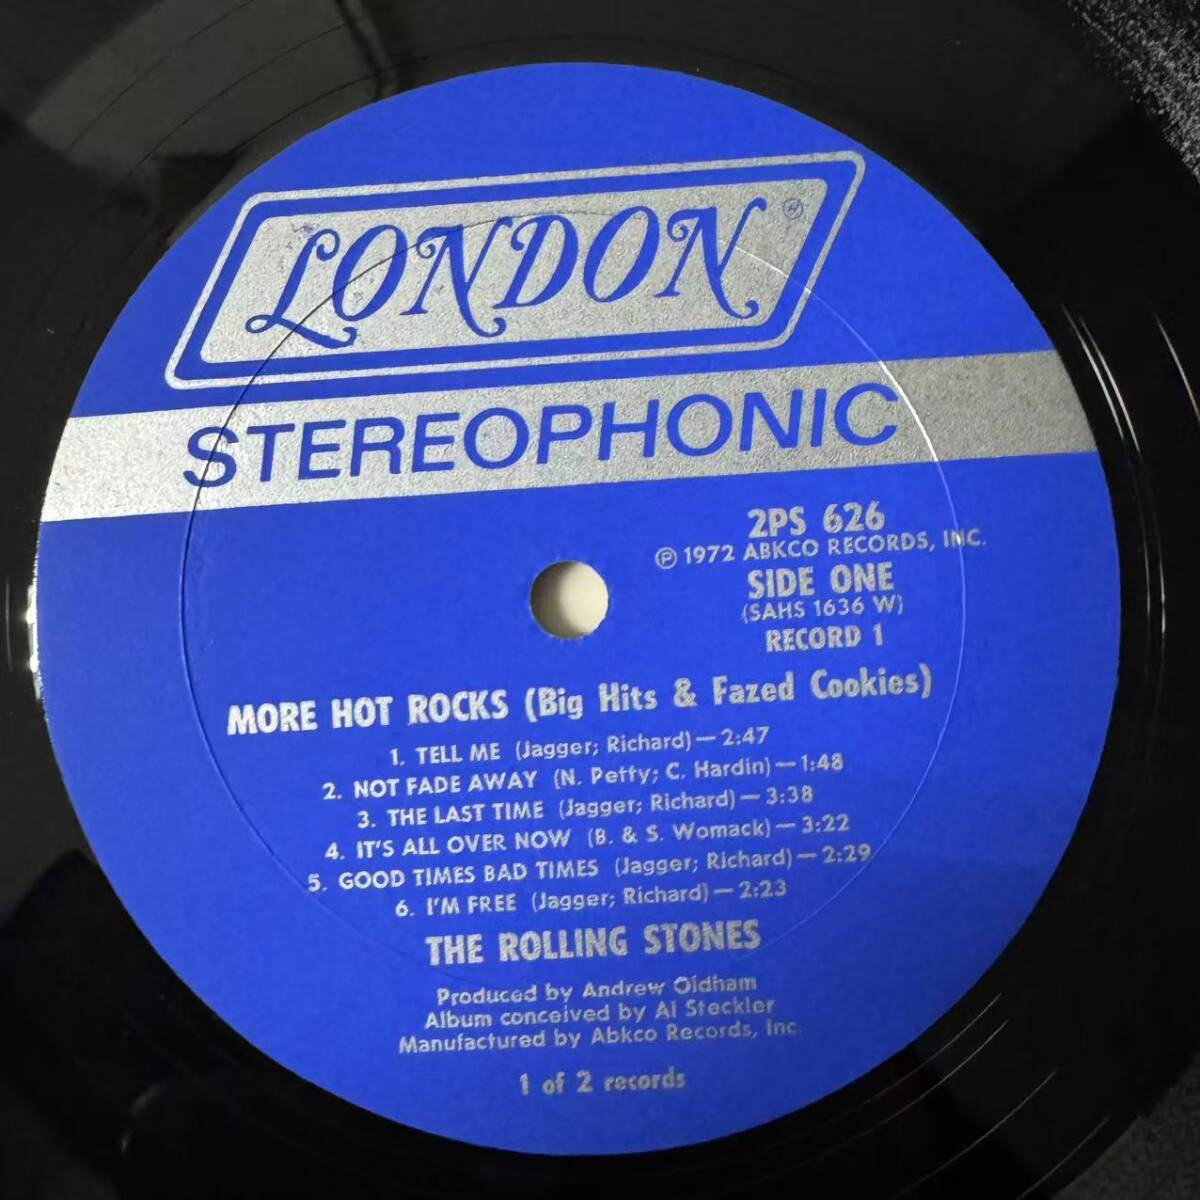 LONDON
STEREOPHONIC
2PS 626
℗ 1972 ABKCO RECORDS, INC.
SIDE ONE
(SAHS 1636 W)
RECORD 1
MORE HOT ROCKS (Big Hits & Fazed Cookies)
1. TELL ME (Jagger; Richard) — 2:47
2. NOT FADE AWAY (N. Petty; C. Hardin) — 1:48
3. THE LAST TIME (Jagger; Richard) — 3:38
4. IT'S ALL OVER NOW (B. & S. Womack) — 3:22
5. GOOD TIMES BAD TIMES (Jagger; Richard) — 2:29
6. I'M FREE (Jagger; Richard) — 2:23
THE ROLLING STONES
Produced by Andrew Oldham
Album conceived by Al Steckler
Manufactured by Abkco Records, Inc.
1 of 2 records